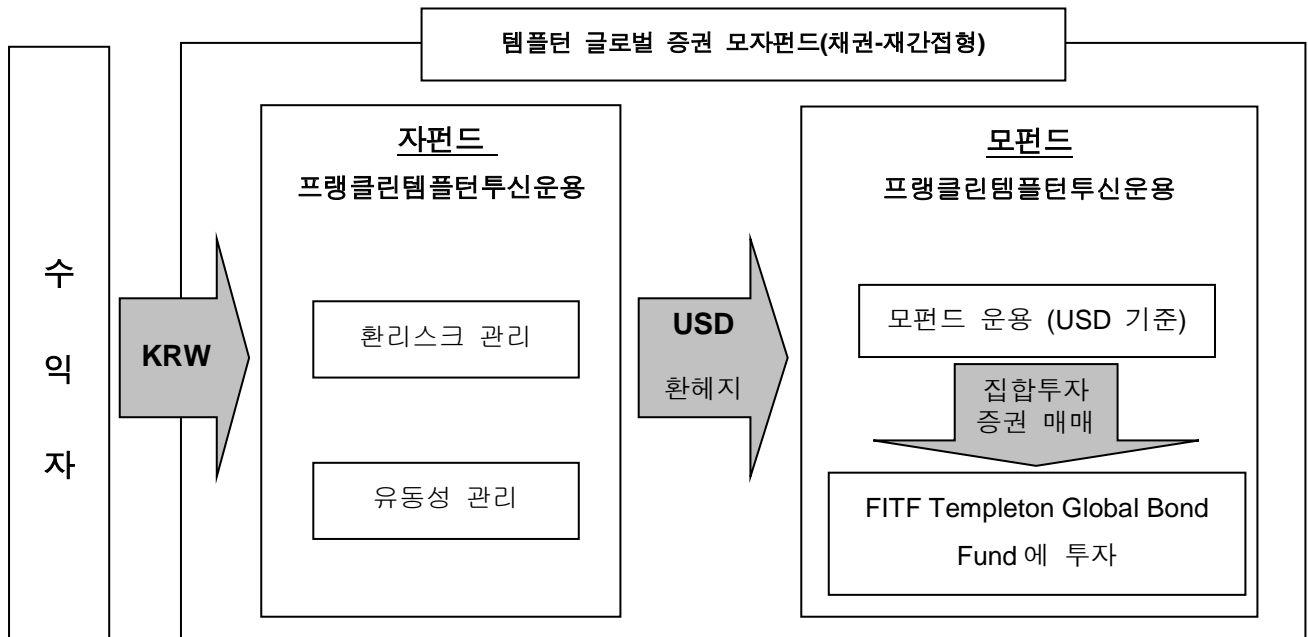 템플턴 글로벌 증권 모자펀드(채권-재간접형)
수
익
자
KRW
자펀드
프랭클린템플턴투신운용
환리스크 관리
유동성 관리
USD
환헤지
모펀드
프랭클린템플턴투신운용
모펀드 운용 (USD 기준)
집합투자
증권 매매
FITF Templeton Global Bond
Fund 에 투자